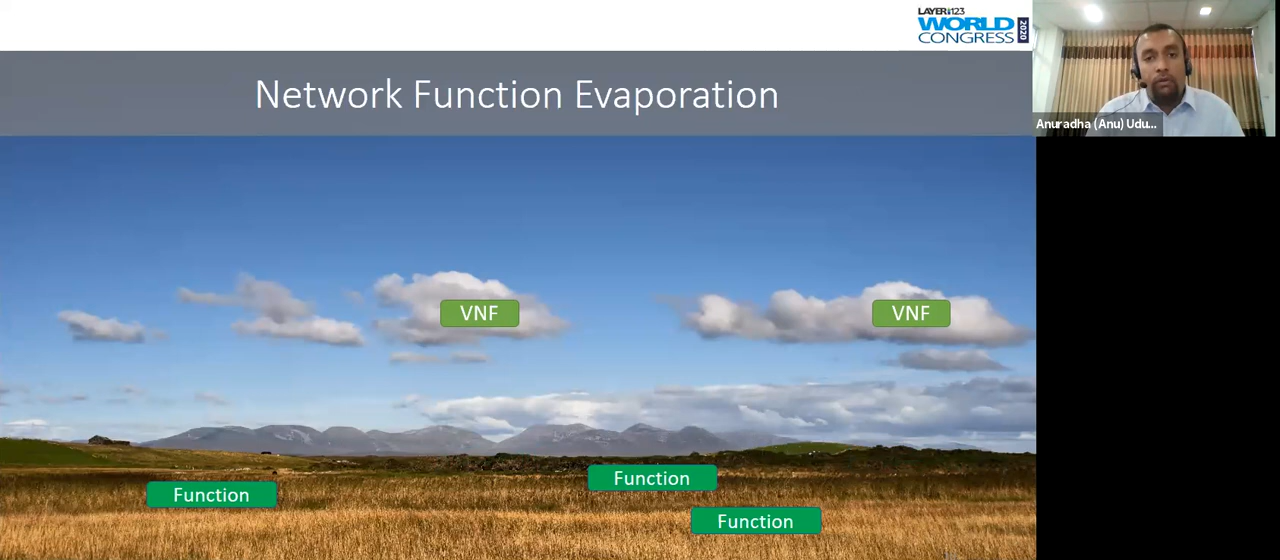 LAYER123
WORLD
CONGRESS
2020
Network Function Evaporation
Anuradha (Anu) Udu...
VNF
VNF
Function
Function
Function